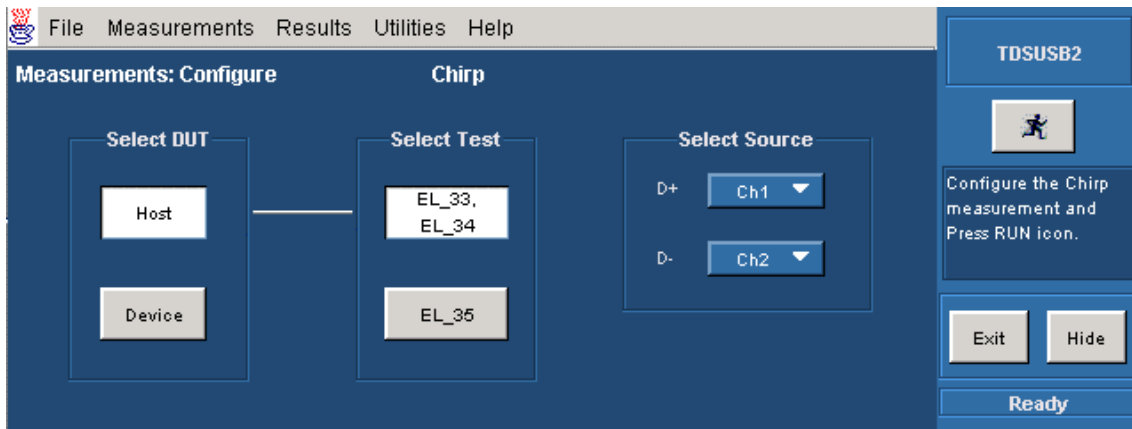 File Measurements Results Utilities Help
Measurements: Configure Chirp
Select DUT
Host
Device
Select Test
EL_33,
EL_34
EL_35
Select Source
D+ Ch1
D- Ch2
TDSUSB2
Configure the Chirp
measurement and
Press RUN icon.
Exit Hide
Ready